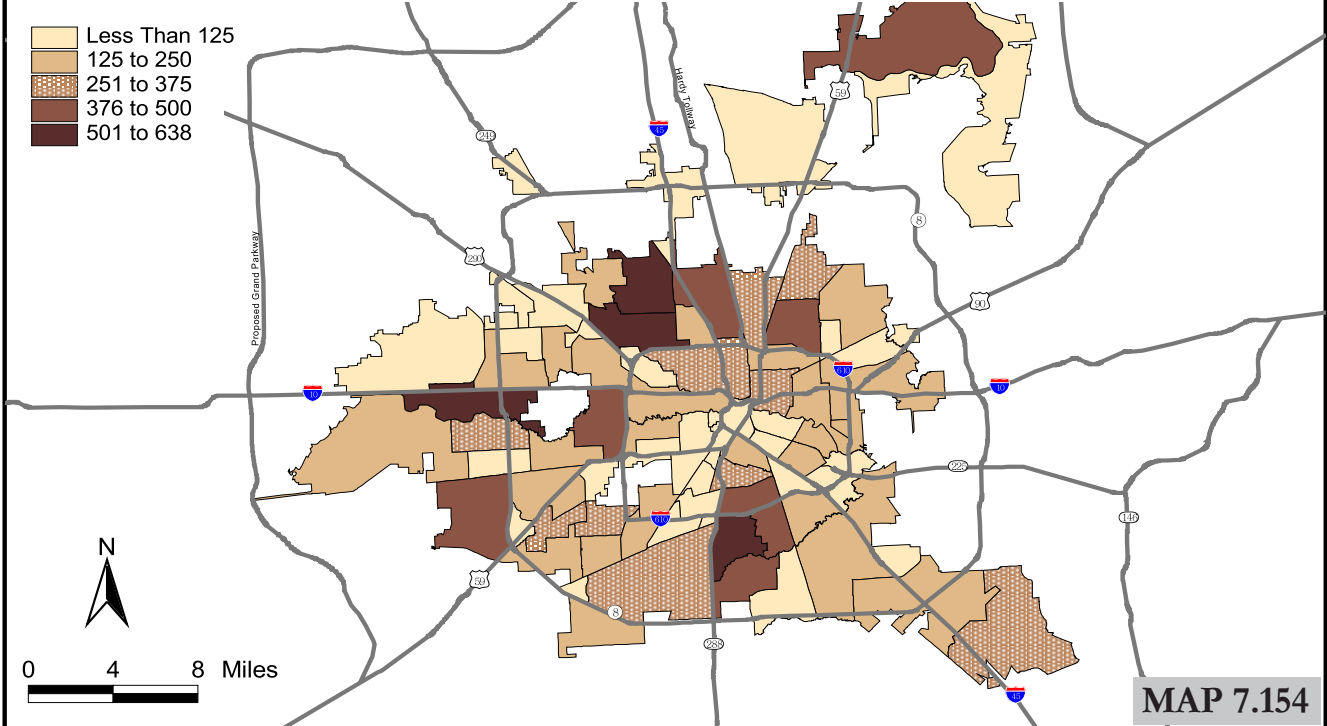 Less Than 125
125 to 250
251 to 375
376 to 500
501 to 638
Hardy Tollway
59
45
249
8
290
Proposed Grand Parkway
90
610
10
10
225
610
146
N
59
8
288
0 4 8 Miles
45
MAP 7.154